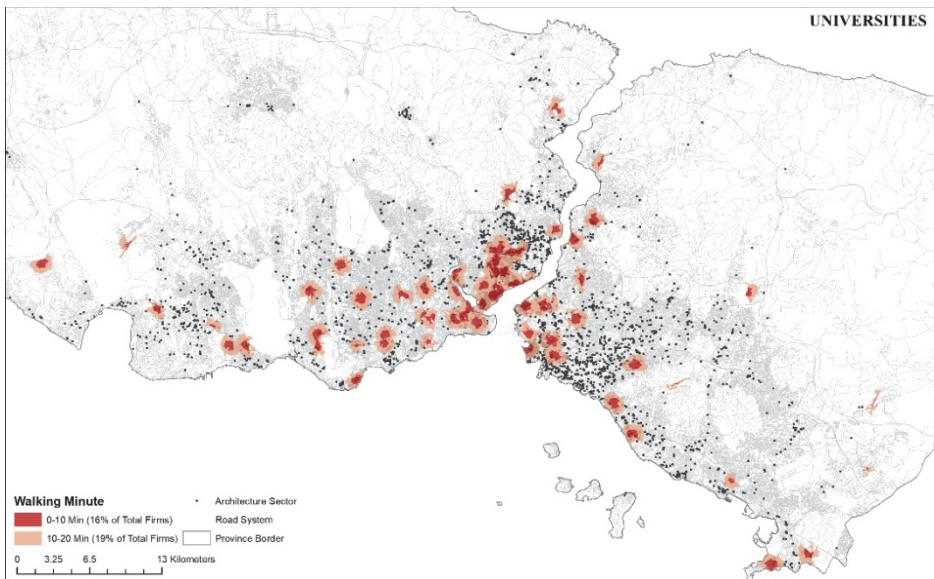 UNIVERSITIES
Walking Minute
0-10 Min (16% of Total Firms)
10-20 Min (19% of Total Firms)
Architecture Sector
Road System
Province Border
0 3.25 6.5 13 Kilometers